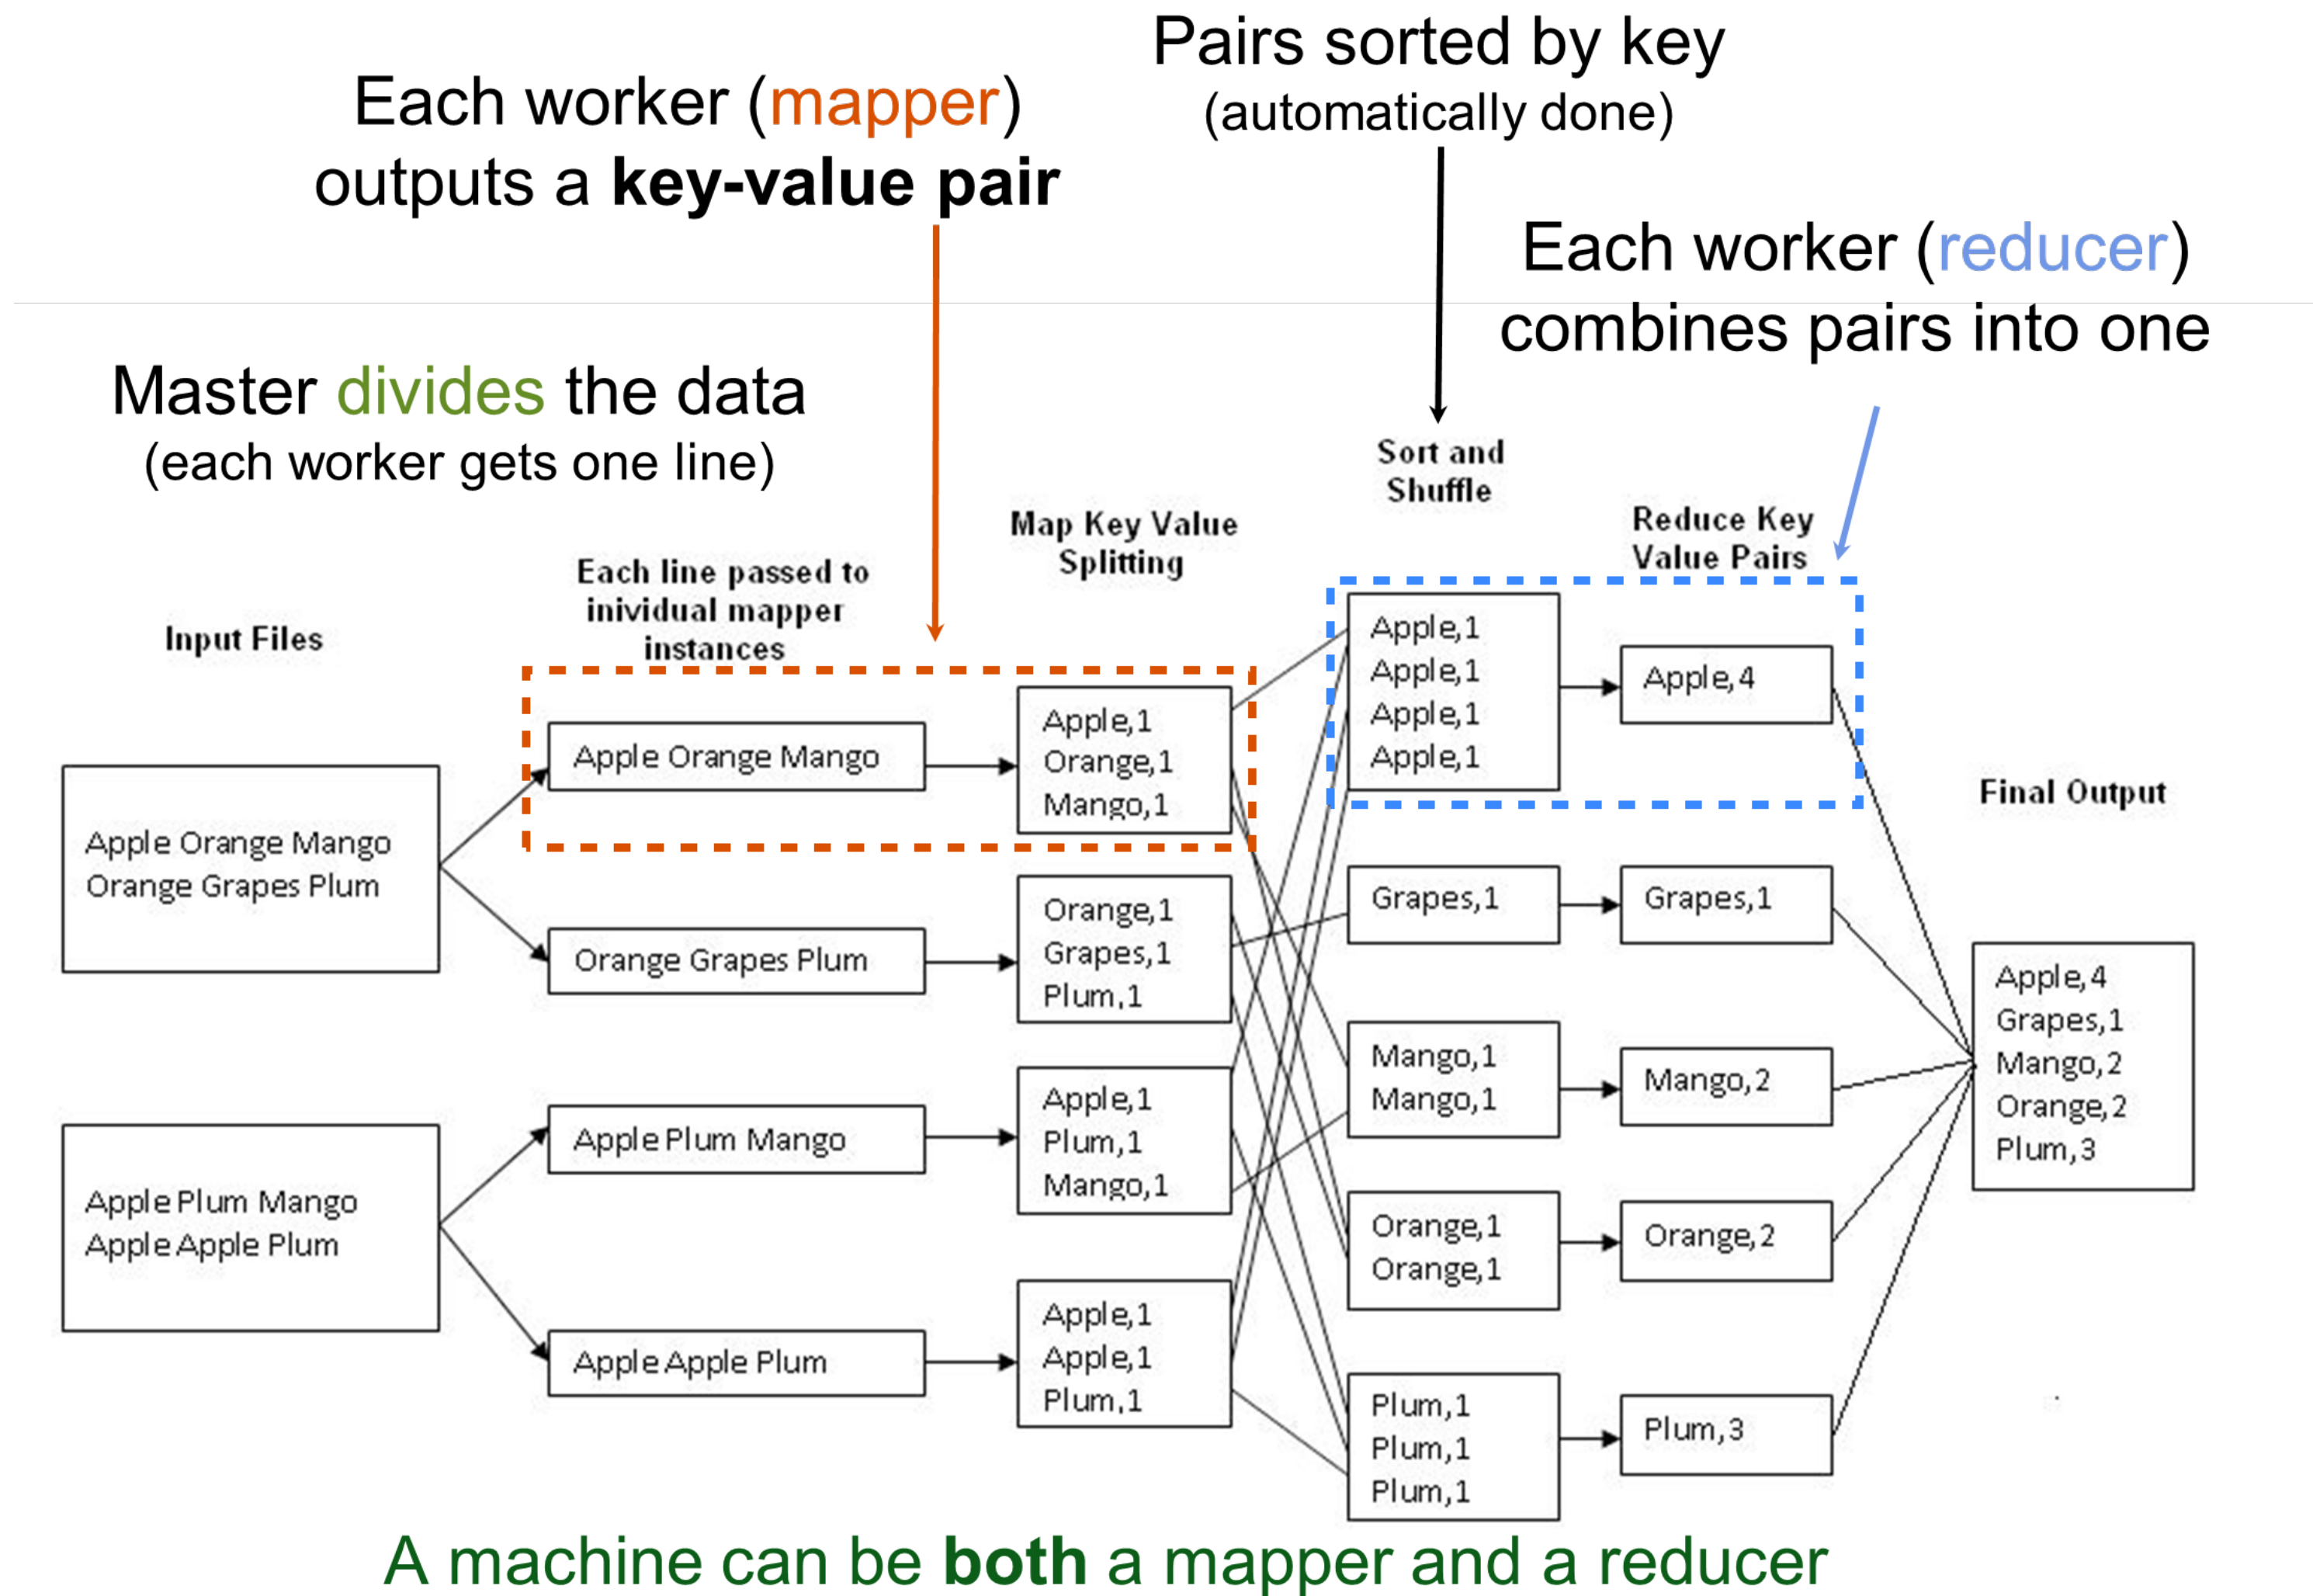 Pairs sorted by key
(automatically done)
Each worker (mapper)
outputs a key-value pair
Each worker (reducer)
combines pairs into one
Master divides the data
(each worker gets one line)
Input Files
Each line passed to
inividual mapper
instances
Map Key Value
Splitting
Sort and
Shuffle
Reduce Key
Value Pairs
Final Output
Apple Orange Mango
Orange Grapes Plum
Apple Plum Mango
Apple Apple Plum
Apple Orange Mango
Orange Grapes Plum
Apple Plum Mango
Apple Apple Plum
Apple,1
Orange,1
Mango,1
Orange,1
Grapes,1
Plum,1
Apple,1
Plum,1
Mango,1
Apple,1
Apple,1
Plum,1
Apple,1
Apple,1
Apple,1
Apple,1
Grapes,1
Mango,1
Mango,1
Orange,1
Orange,1
Plum,1
Plum,1
Plum,1
Apple,4
Grapes,1
Mango,2
Orange,2
Plum,3
Apple,4
Grapes,1
Mango,2
Orange,2
Plum,3
A machine can be both a mapper and a reducer